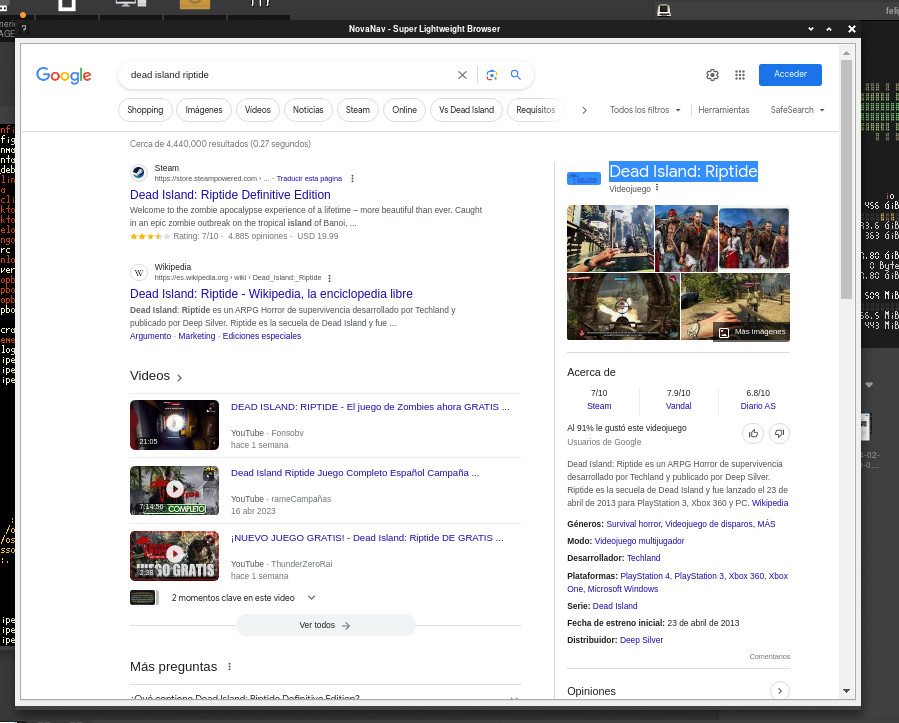 NovaNav - Super Lightweight Browser
Google
dead island riptide
Acceder
Shopping Imágenes Videos Noticias Steam Online Vs Dead Island Requisitos Todos los filtros Herramientas SafeSearch
Cerca de 4,440,000 resultados (0.27 segundos)
Steam
https://store.steampowered.com › ... · Traducir esta página
Dead Island: Riptide Definitive Edition
Welcome to the zombie apocalypse experience of a lifetime – more beautiful than ever. Caught
in an epic zombie outbreak on the tropical island of Banoi, ...
Rating: 7/10 · 4.885 opiniones · USD 19.99
W
Wikipedia
https://es.wikipedia.org › wiki › Dead_Island:_Riptide
Dead Island: Riptide - Wikipedia, la enciclopedia libre
Dead Island: Riptide es un ARPG Horror de supervivencia desarrollado por Techland y
publicado por Deep Silver. Riptide es la secuela de Dead Island y fue ...
Argumento · Marketing · Ediciones especiales
Videos
21:05
DEAD ISLAND: RIPTIDE - El juego de Zombies ahora GRATIS ...
YouTube · Fonsobv
hace 1 semana
7:14:56
COMPLETO
Dead Island Riptide Juego Completo Español Campaña ...
YouTube · rameCampañas
16 abr 2023
2:38
JUEGO GRATIS
¡NUEVO JUEGO GRATIS! - Dead Island: Riptide DE GRATIS ...
YouTube · ThunderZeroRai
hace 1 semana
2 momentos clave en este video
Ver todos
Más preguntas
¿Qué contiene Dead Island: Riptide Definitive Edition?
Dead Island: Riptide
Videojuego
Más imágenes
Acerca de
7/10 7.9/10 6.8/10
Steam Vandal Diario AS
Al 91% le gustó este videojuego
Usuarios de Google
Dead Island: Riptide es un ARPG Horror de supervivencia
desarrollado por Techland y publicado por Deep Silver.
Riptide es la secuela de Dead Island y fue lanzado el 23 de
abril de 2013 para PlayStation 3, Xbox 360 y PC. Wikipedia
Géneros: Survival horror, Videojuego de disparos, MÁS
Modo: Videojuego multijugador
Desarrollador: Techland
Plataformas: PlayStation 4, PlayStation 3, Xbox 360, Xbox
One, Microsoft Windows
Serie: Dead Island
Fecha de estreno inicial: 23 de abril de 2013
Distribuidor: Deep Silver
Comentarios
Opiniones